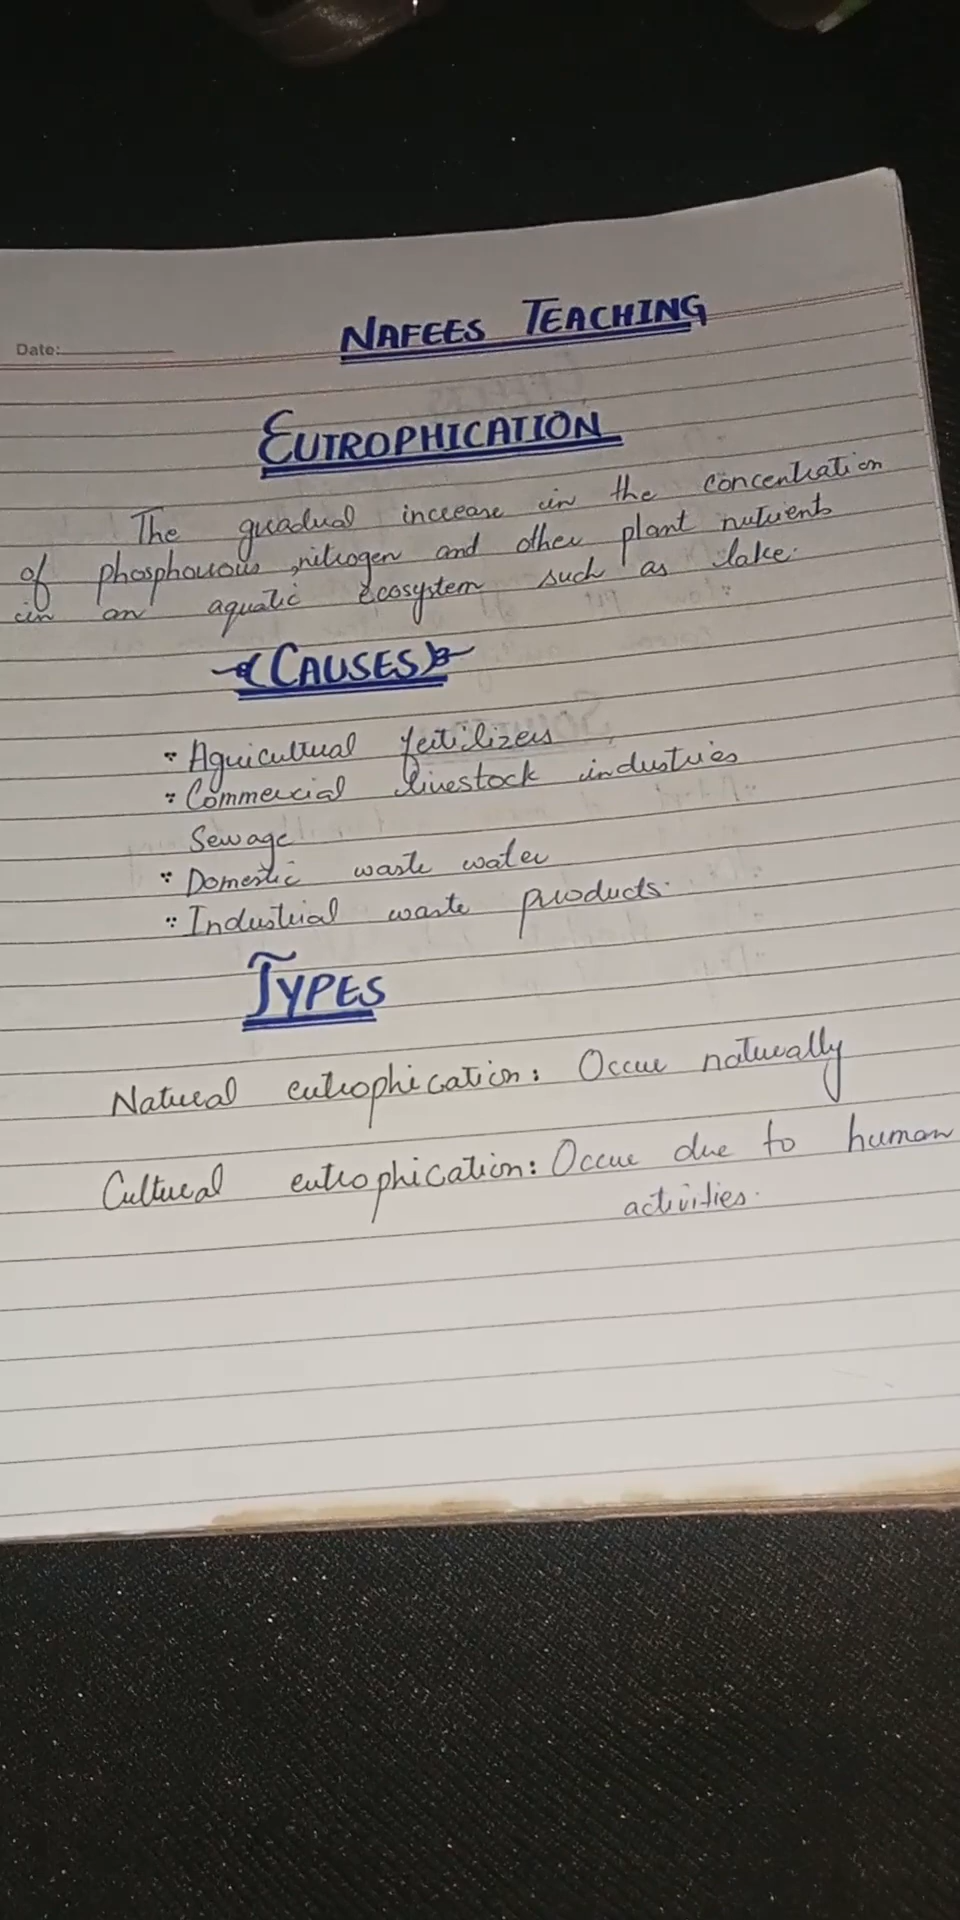 NAFEES TEACHING
Date:
EUTROPHICATION
The gradual increase in the concentration
of phosphorous, nitrogen and other plant nutrients
in an aquatic ecosystem such as lake.
CAUSES
Agricultural fertilizers
Commercial livestock industries
Sewage
Domestic waste water
Industrial waste products.
TYPES
Natural eutrophication: Occur naturally
Cultural eutrophication: Occur due to human
activities.